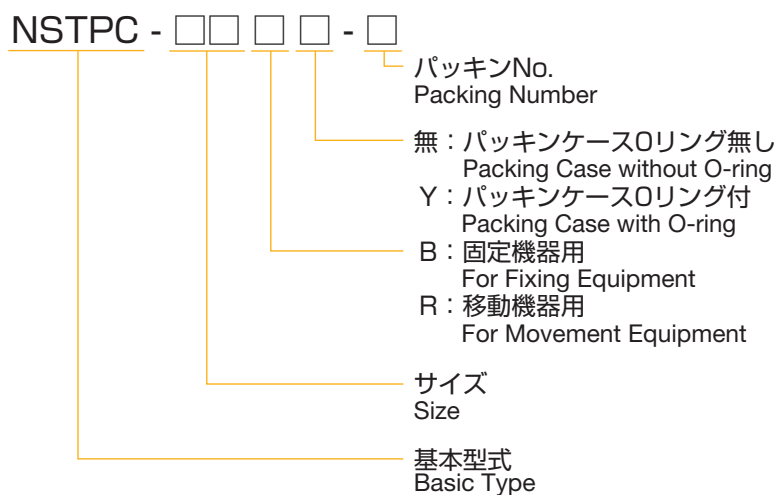 NSTPC - □□ □ □ - □
パッキンNo.
Packing Number
無：パッキンケースOリング無し
Packing Case without O-ring
Y：パッキンケースOリング付
Packing Case with O-ring
B：固定機器用
For Fixing Equipment
R：移動機器用
For Movement Equipment
サイズ
Size
基本型式
Basic Type